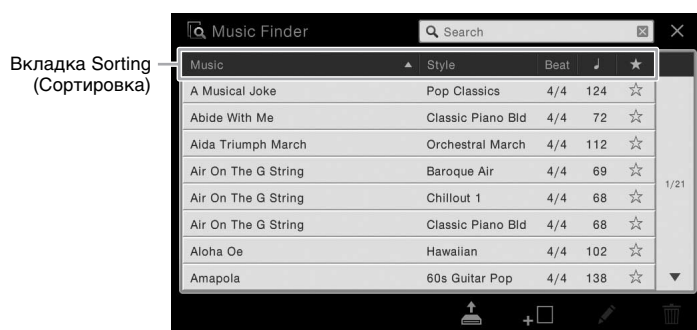 Music Finder
Search
Вкладка Sorting
(Сортировка)
Music Style Beat
A Musical Joke Pop Classics 4/4 124
Abide With Me Classic Piano Bld 4/4 72
Aida Triumph March Orchestral March 4/4 112
Air On The G String Baroque Air 4/4 69
Air On The G String Chillout 1 4/4 68
Air On The G String Classic Piano Bld 4/4 68
Aloha Oe Hawaiian 4/4 102
Amapola 60s Guitar Pop 4/4 138
1/21